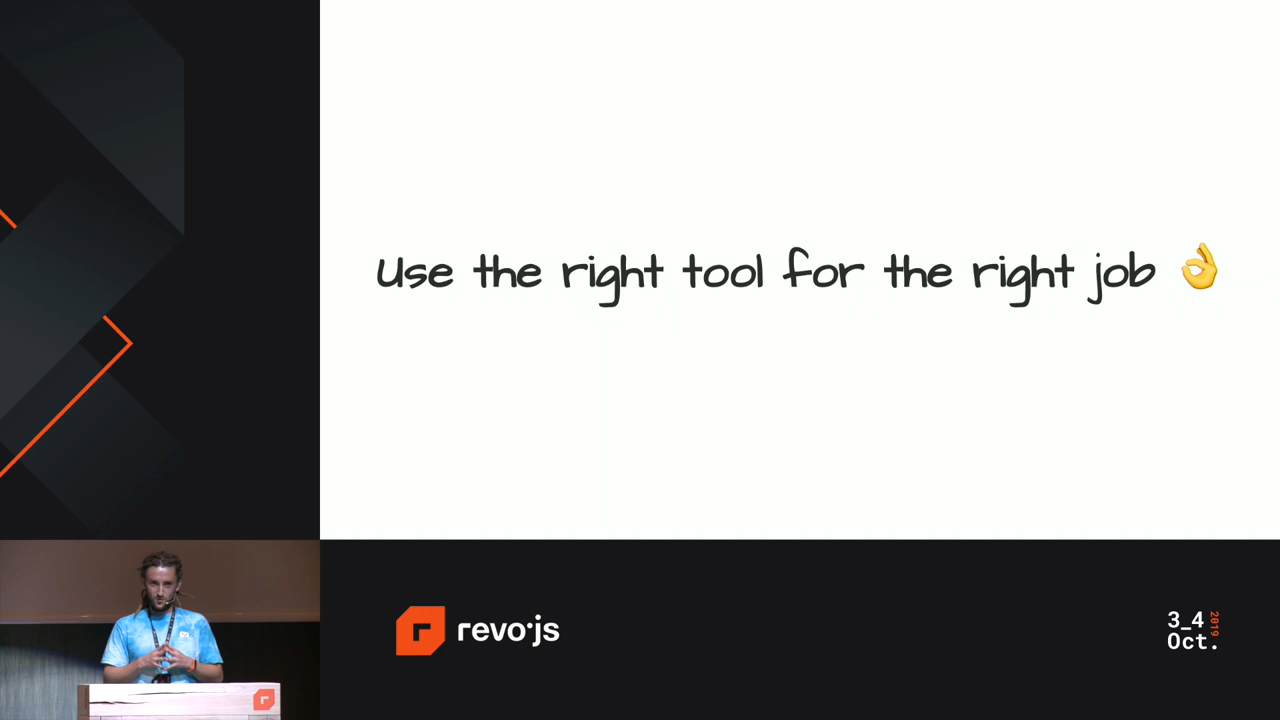 Use the right tool for the right job 👌
revo·js
3_4
Oct.
2019